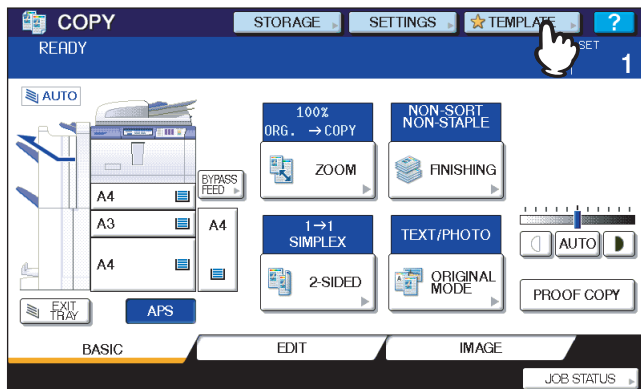 COPY
STORAGE
SETTINGS
TEMPLATE
?
READY
SET
1
AUTO
100%
ORG. → COPY
ZOOM
NON-SORT
NON-STAPLE
FINISHING
BYPASS
FEED
A4
A3
A4
A4
1→1
SIMPLEX
2-SIDED
TEXT/PHOTO
ORIGINAL
MODE
AUTO
PROOF COPY
EXIT
TRAY
APS
BASIC
EDIT
IMAGE
JOB STATUS